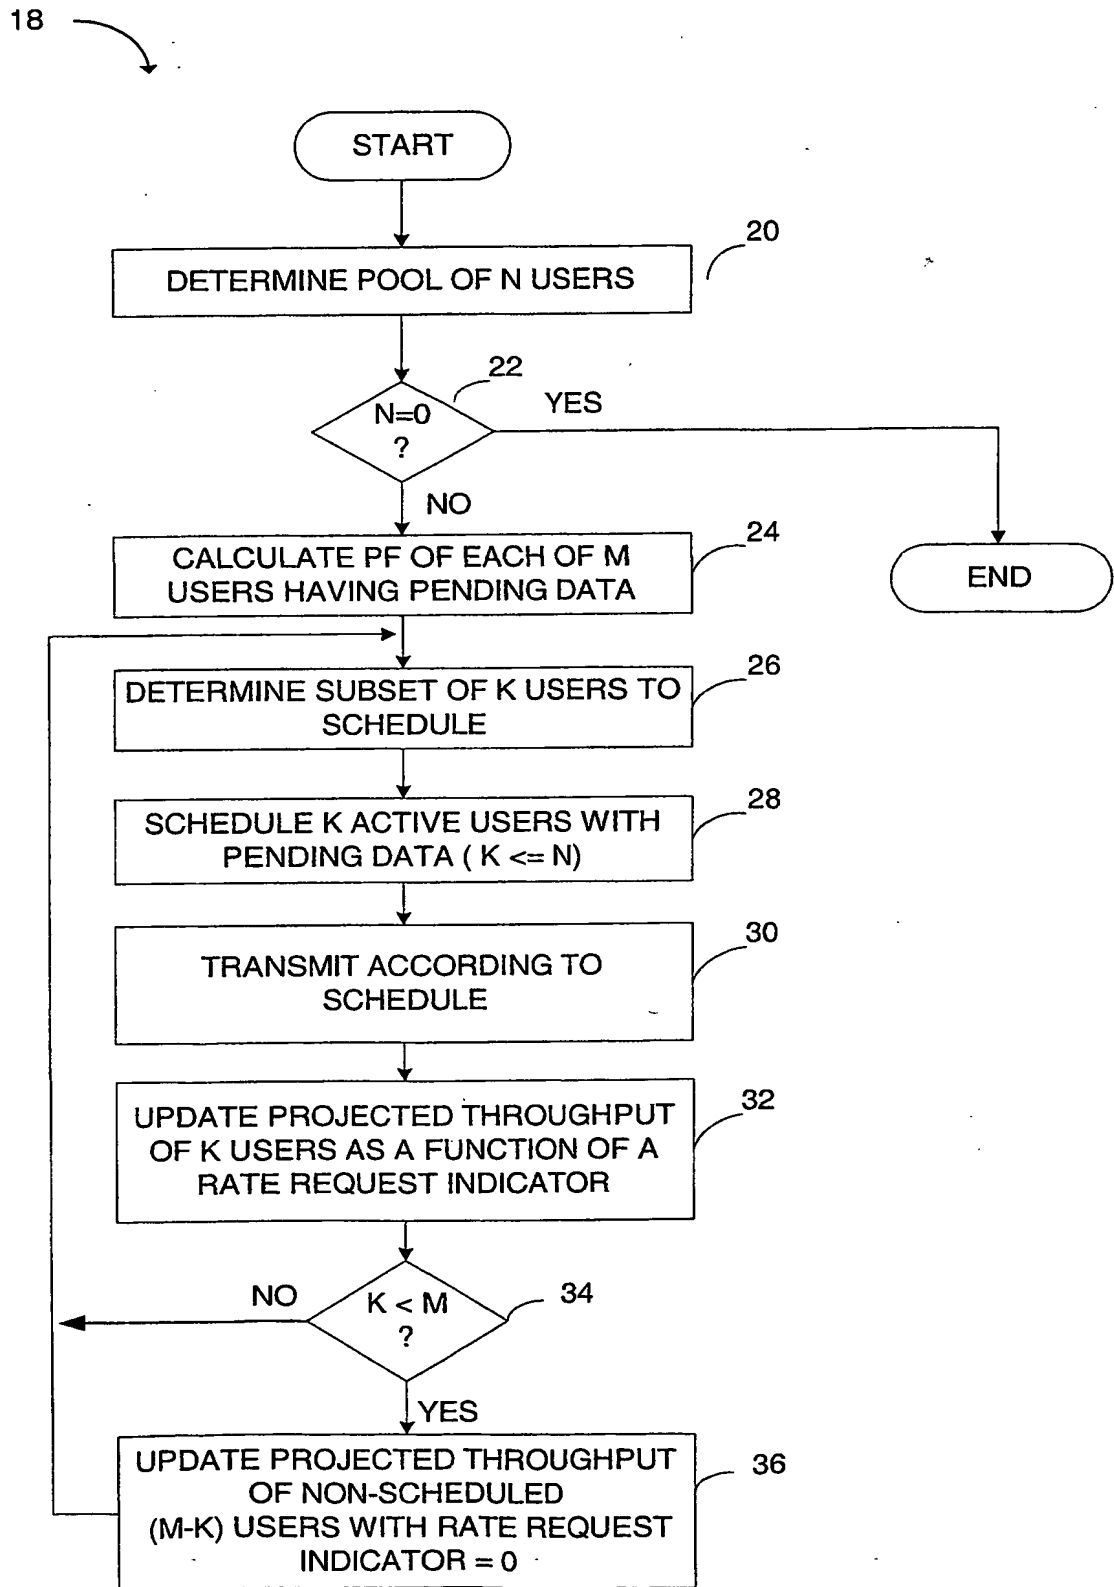 18
START
20
DETERMINE POOL OF N USERS
22
N=0
?
YES
NO
24
CALCULATE PF OF EACH OF M
USERS HAVING PENDING DATA
END
26
DETERMINE SUBSET OF K USERS TO
SCHEDULE
28
SCHEDULE K ACTIVE USERS WITH
PENDING DATA ( K <= N)
30
TRANSMIT ACCORDING TO
SCHEDULE
32
UPDATE PROJECTED THROUGHPUT
OF K USERS AS A FUNCTION OF A
RATE REQUEST INDICATOR
NO
K < M
?
34
YES
36
UPDATE PROJECTED THROUGHPUT
OF NON-SCHEDULED
(M-K) USERS WITH RATE REQUEST
INDICATOR = 0